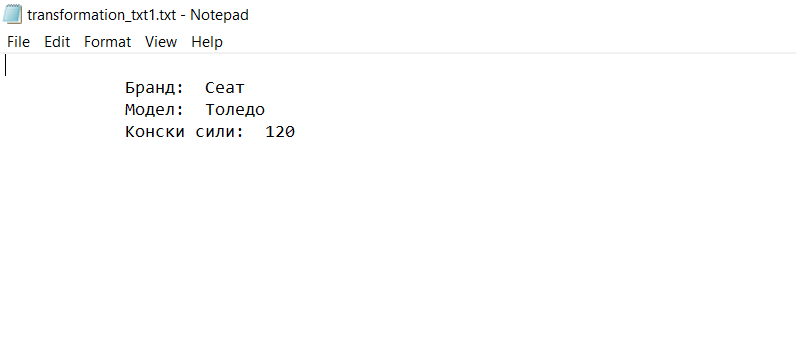 transformation_txt1.txt - Notepad
File Edit Format View Help
Бранд: Сеат
Модел: Толедо
Конски сили: 120